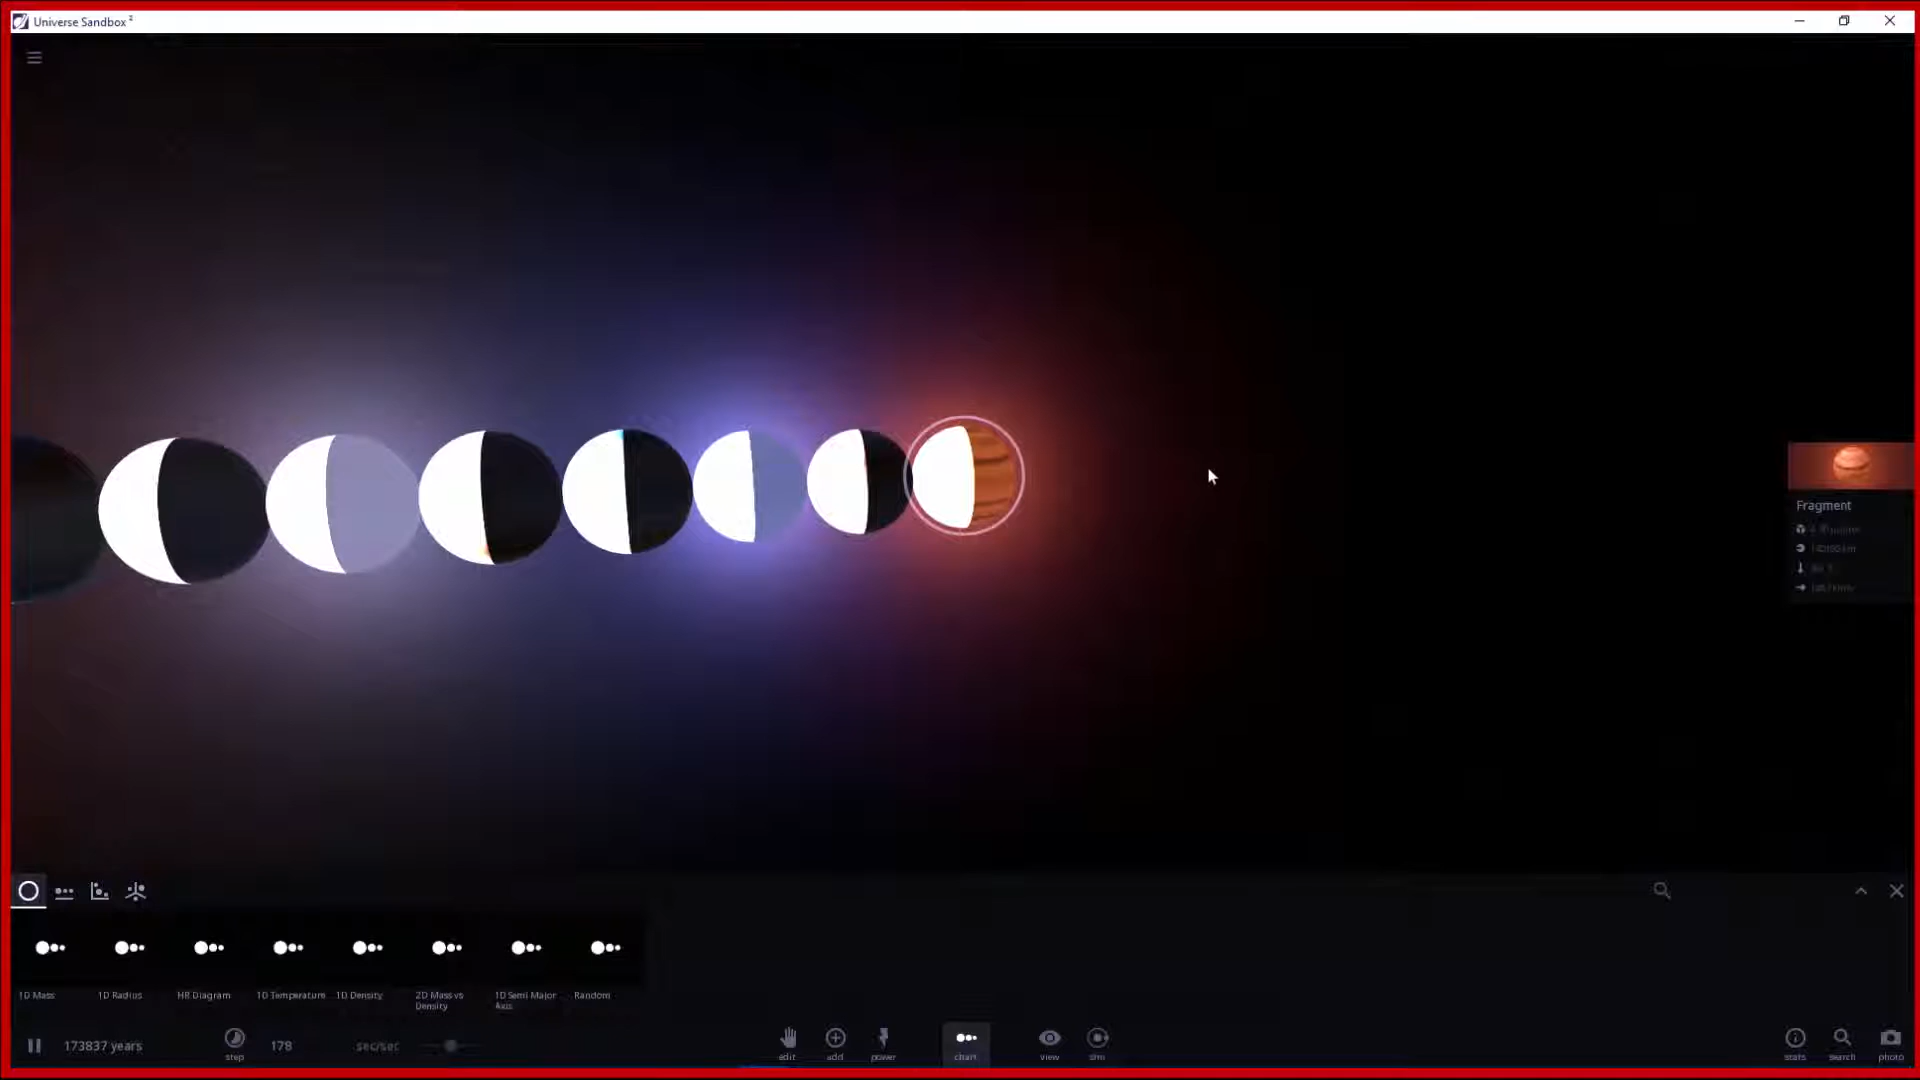 Universe Sandbox ²
Fragment
1D Mass
1D Radius
HR Diagram
1D Temperature
1D Density
2D Mass vs
Density
1D Semi Major
Axis
Random
173837 years
step
178
sec/sec
edit
add
power
chart
view
sim
stats
search
photo